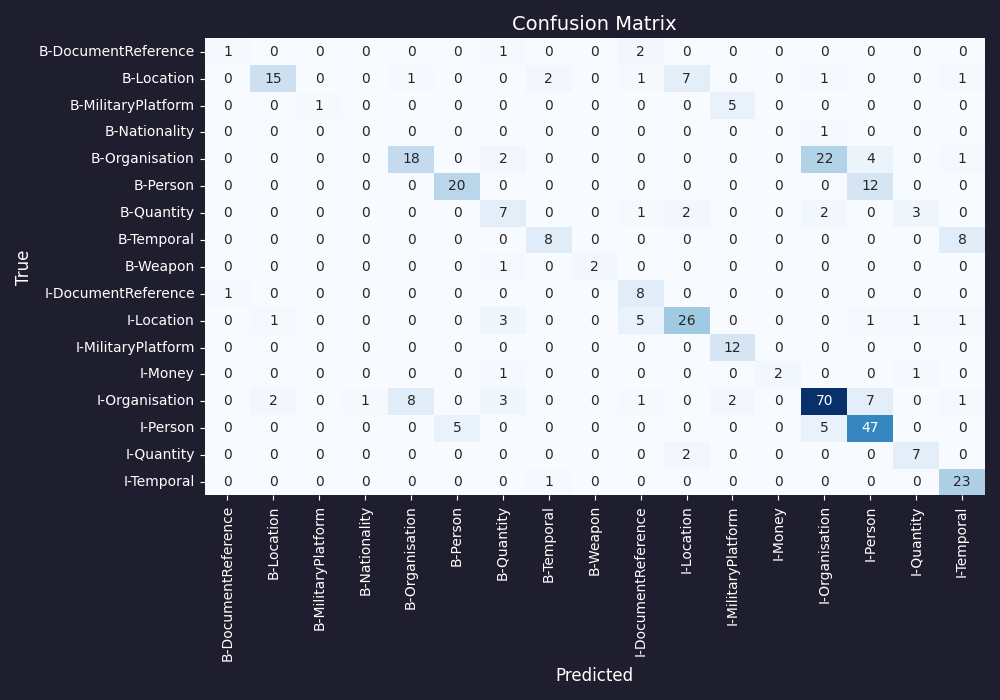 Confusion Matrix
True
B-DocumentReference 1 0 0 0 0 0 1 0 0 2 0 0 0 0 0 0 0
B-Location 0 15 0 0 1 0 0 2 0 1 7 0 0 1 0 0 1
B-MilitaryPlatform 0 0 1 0 0 0 0 0 0 0 0 5 0 0 0 0 0
B-Nationality 0 0 0 0 0 0 0 0 0 0 0 0 0 1 0 0 0
B-Organisation 0 0 0 0 18 0 2 0 0 0 0 0 0 22 4 0 1
B-Person 0 0 0 0 0 20 0 0 0 0 0 0 0 0 12 0 0
B-Quantity 0 0 0 0 0 0 7 0 0 1 2 0 0 2 0 3 0
B-Temporal 0 0 0 0 0 0 0 8 0 0 0 0 0 0 0 0 8
B-Weapon 0 0 0 0 0 0 1 0 2 0 0 0 0 0 0 0 0
I-DocumentReference 1 0 0 0 0 0 0 0 0 8 0 0 0 0 0 0 0
I-Location 0 1 0 0 0 0 3 0 0 5 26 0 0 0 1 1 1
I-MilitaryPlatform 0 0 0 0 0 0 0 0 0 0 0 12 0 0 0 0 0
I-Money 0 0 0 0 0 0 1 0 0 0 0 0 2 0 0 1 0
I-Organisation 0 2 0 1 8 0 3 0 0 1 0 2 0 70 7 0 1
I-Person 0 0 0 0 0 5 0 0 0 0 0 0 0 5 47 0 0
I-Quantity 0 0 0 0 0 0 0 0 0 0 2 0 0 0 0 7 0
I-Temporal 0 0 0 0 0 0 0 1 0 0 0 0 0 0 0 0 23
B-DocumentReference
B-Location
B-MilitaryPlatform
B-Nationality
B-Organisation
B-Person
B-Quantity
B-Temporal
B-Weapon
I-DocumentReference
I-Location
I-MilitaryPlatform
I-Money
I-Organisation
I-Person
I-Quantity
I-Temporal
Predicted